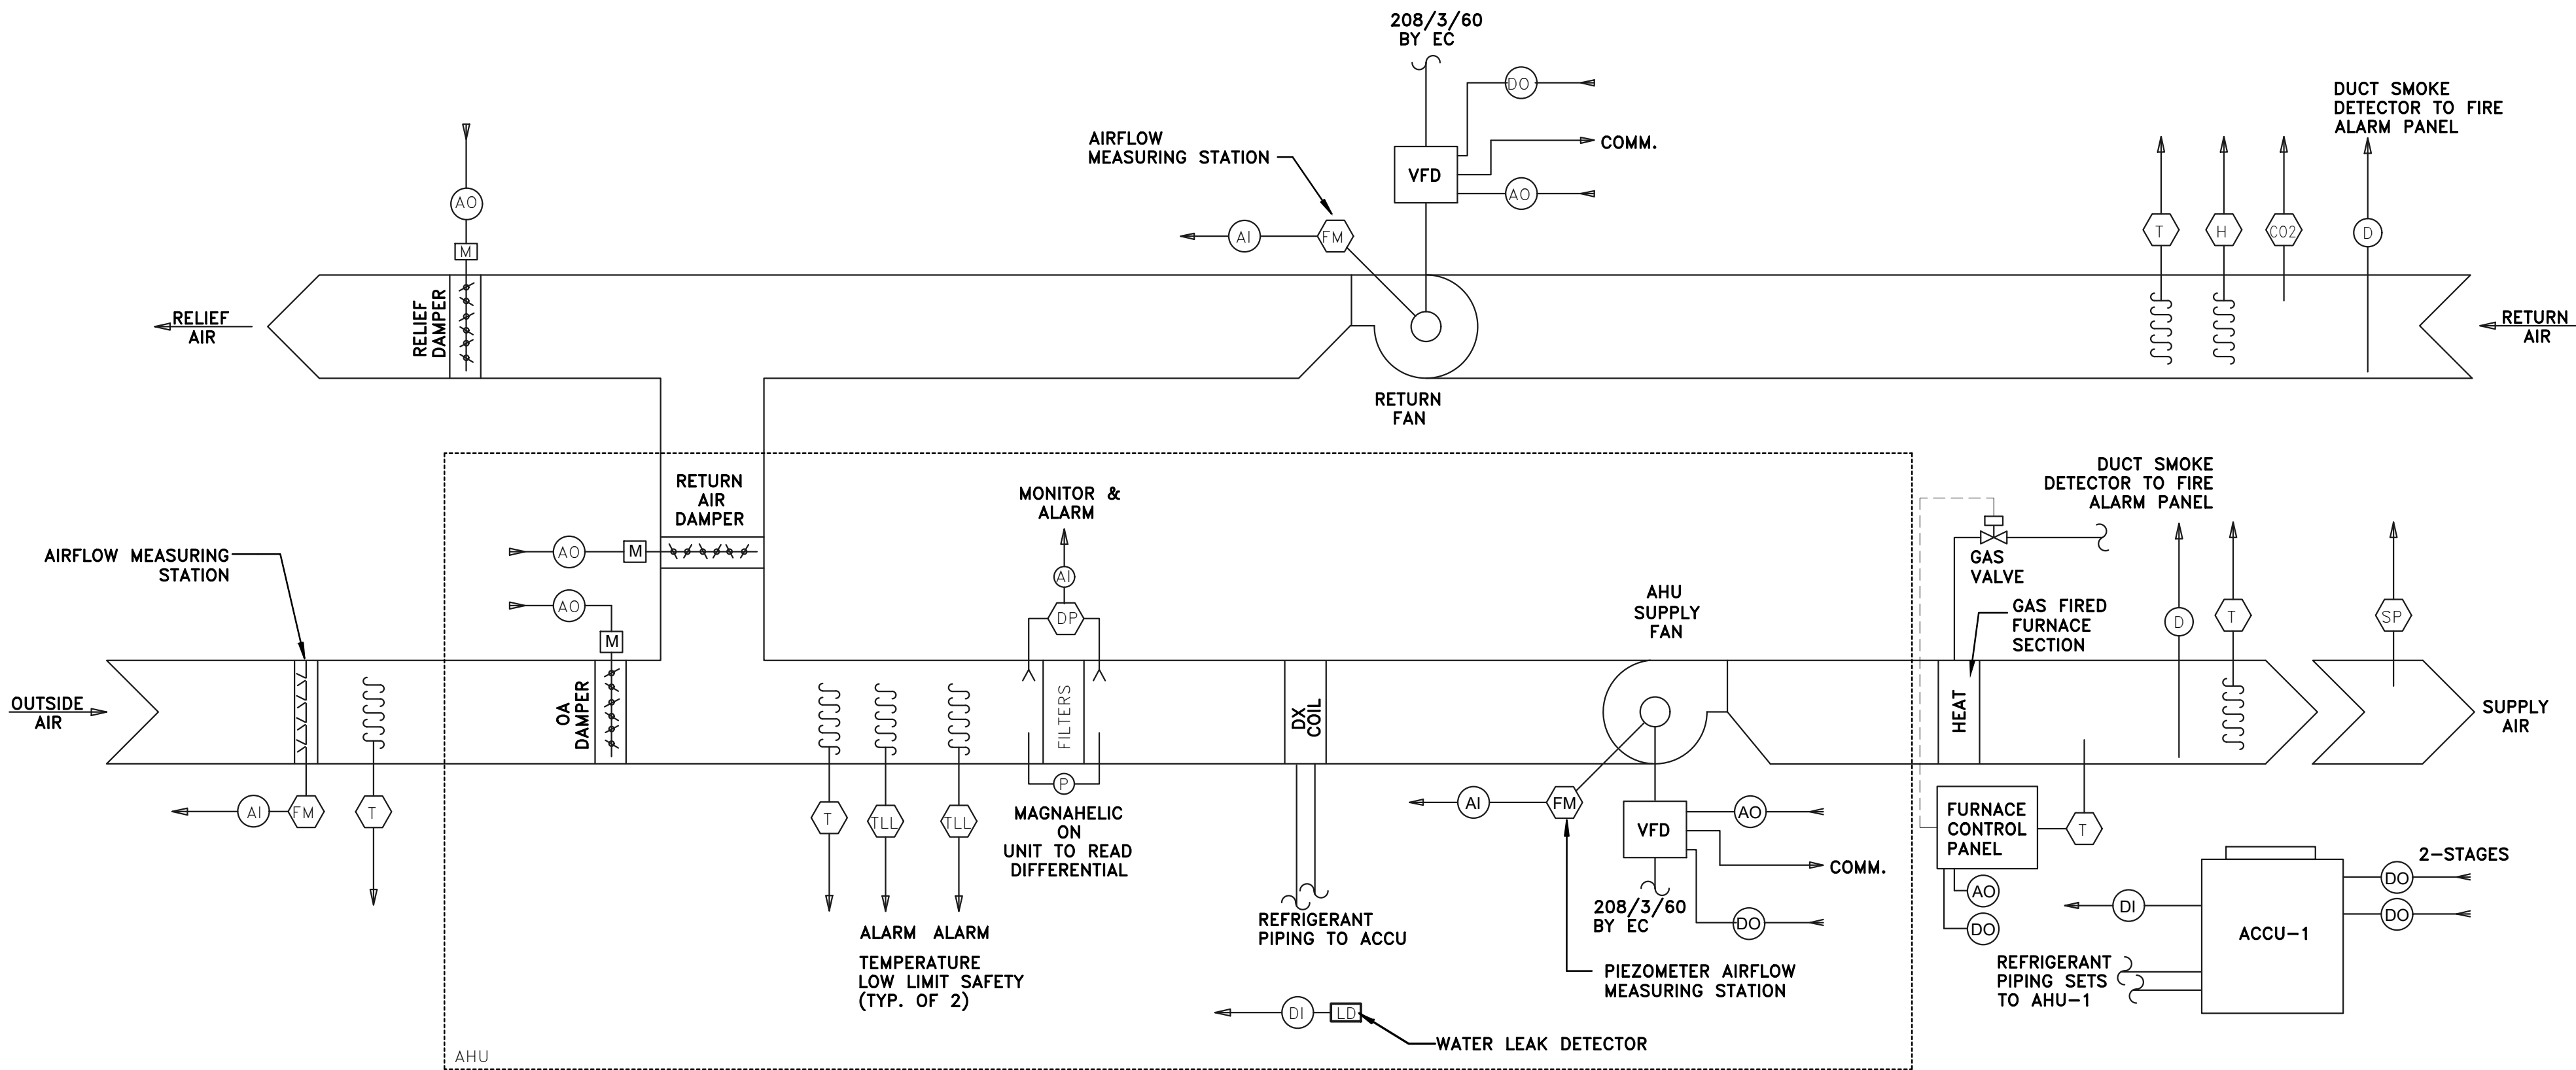 208/3/60
BY EC
DO
AIRFLOW
MEASURING STATION
COMM.
VFD
AO
AI
FM
AO
M
DUCT SMOKE
DETECTOR TO FIRE
ALARM PANEL
T
H
CO2
D
RELIEF
AIR
RELIEF
DAMPER
RETURN
AIR
RETURN
FAN
RETURN
AIR
DAMPER
AO
M
AO
M
MONITOR &
ALARM
AI
DP
AIRFLOW MEASURING
STATION
AHU
SUPPLY
FAN
DUCT SMOKE
DETECTOR TO FIRE
ALARM PANEL
GAS
VALVE
GAS FIRED
FURNACE
SECTION
D
T
SP
OUTSIDE
AIR
OA
DAMPER
FILTERS
DX
COIL
HEAT
SUPPLY
AIR
AI
FM
T
T
TLL
TLL
P
MAGNAHELIC
ON
UNIT TO READ
DIFFERENTIAL
AI
FM
VFD
AO
COMM.
DO
208/3/60
BY EC
FURNACE
CONTROL
PANEL
T
AO
DO
2-STAGES
DO
DO
DI
ACCU-1
ALARM ALARM
TEMPERATURE
LOW LIMIT SAFETY
(TYP. OF 2)
REFRIGERANT
PIPING TO ACCU
PIEZOMETER AIRFLOW
MEASURING STATION
REFRIGERANT
PIPING SETS
TO AHU-1
DI
LD
WATER LEAK DETECTOR
AHU